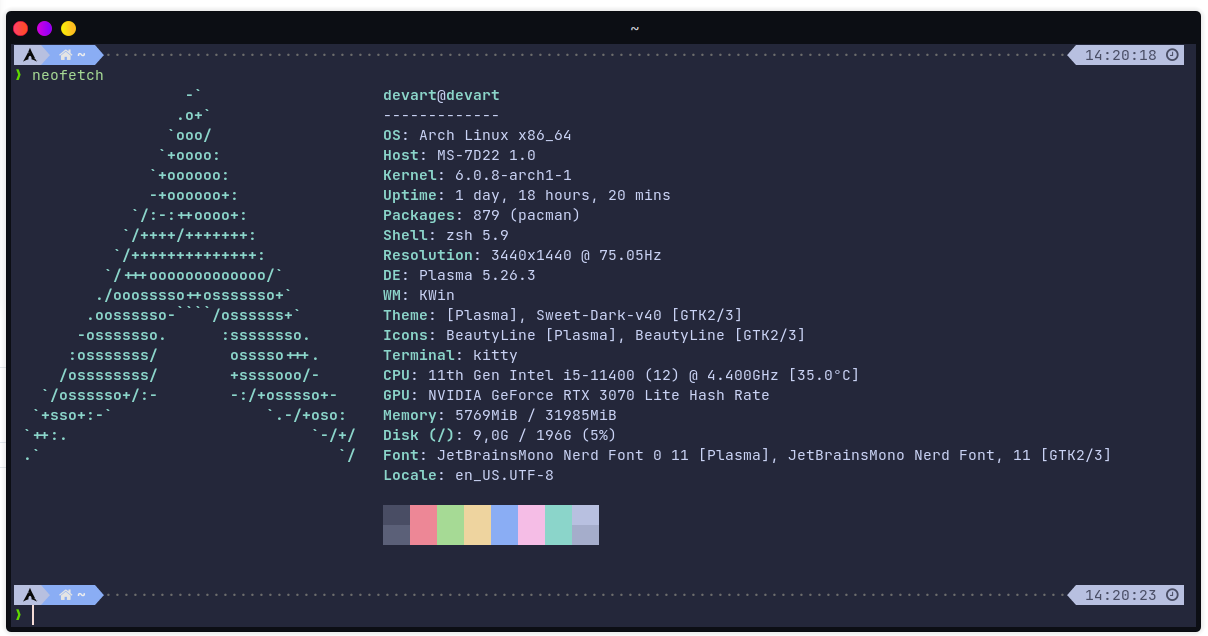 ~
~ 14:20:18
❯ neofetch
-` devart@devart
.o+` -------------
`ooo/ OS: Arch Linux x86_64
`+oooo: Host: MS-7D22 1.0
`+oooooo: Kernel: 6.0.8-arch1-1
-+oooooo+: Uptime: 1 day, 18 hours, 20 mins
`/:-:++oooo+: Packages: 879 (pacman)
`/++++/+++++++: Shell: zsh 5.9
`/++++++++++++++: Resolution: 3440x1440 @ 75.05Hz
`/+++ooooooooooooo/` DE: Plasma 5.26.3
./ooosssso++osssssso+` WM: KWin
.oossssso-````/ossssss+` Theme: [Plasma], Sweet-Dark-v40 [GTK2/3]
-osssssso. :ssssssso. Icons: BeautyLine [Plasma], BeautyLine [GTK2/3]
:osssssss/ osssso+++. Terminal: kitty
/ossssssss/ +ssssooo/- CPU: 11th Gen Intel i5-11400 (12) @ 4.400GHz [35.0°C]
`/ossssso+/:- -:/+osssso+- GPU: NVIDIA GeForce RTX 3070 Lite Hash Rate
`+sso+:-` `.-/+oso: Memory: 5769MiB / 31985MiB
`++:. `-/+/ Disk (/): 9,0G / 196G (5%)
.` `/ Font: JetBrainsMono Nerd Font 0 11 [Plasma], JetBrainsMono Nerd Font, 11 [GTK2/3]
Locale: en_US.UTF-8
~ 14:20:23
❯